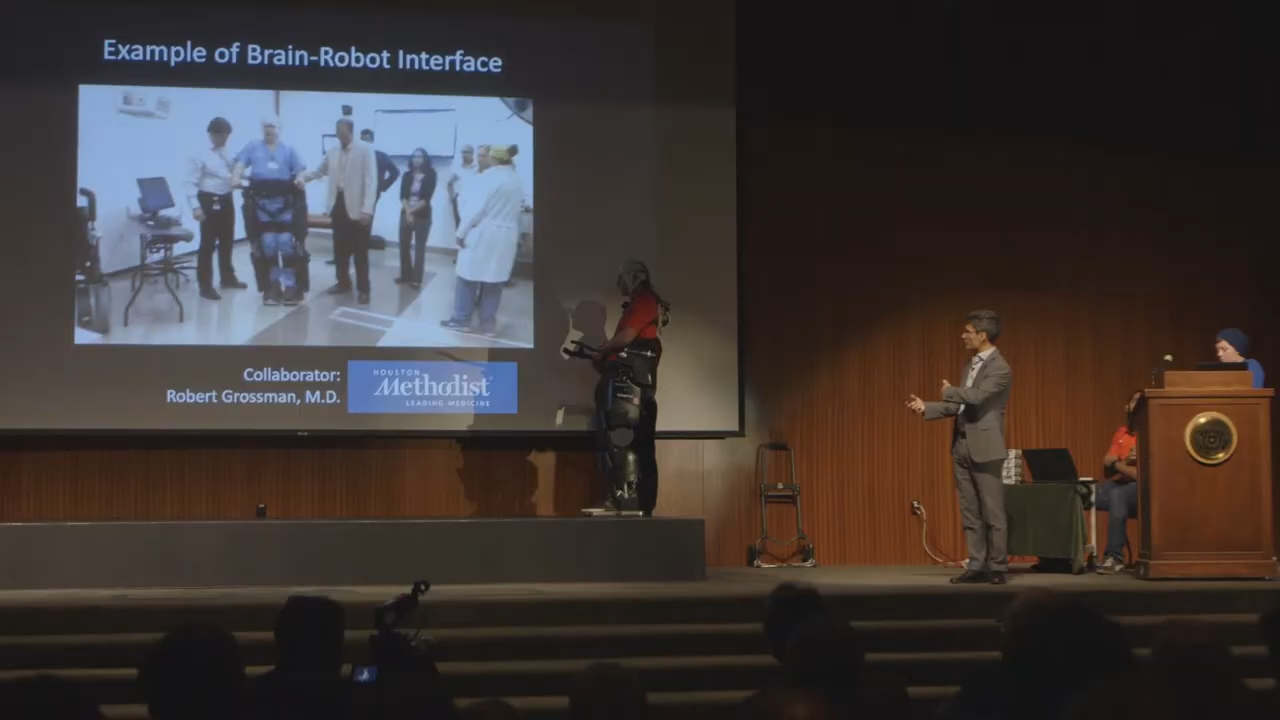 Example of Brain-Robot Interface
Collaborator:
Robert Grossman, M.D.
HOUSTON
Methodist
LEADING MEDICINE